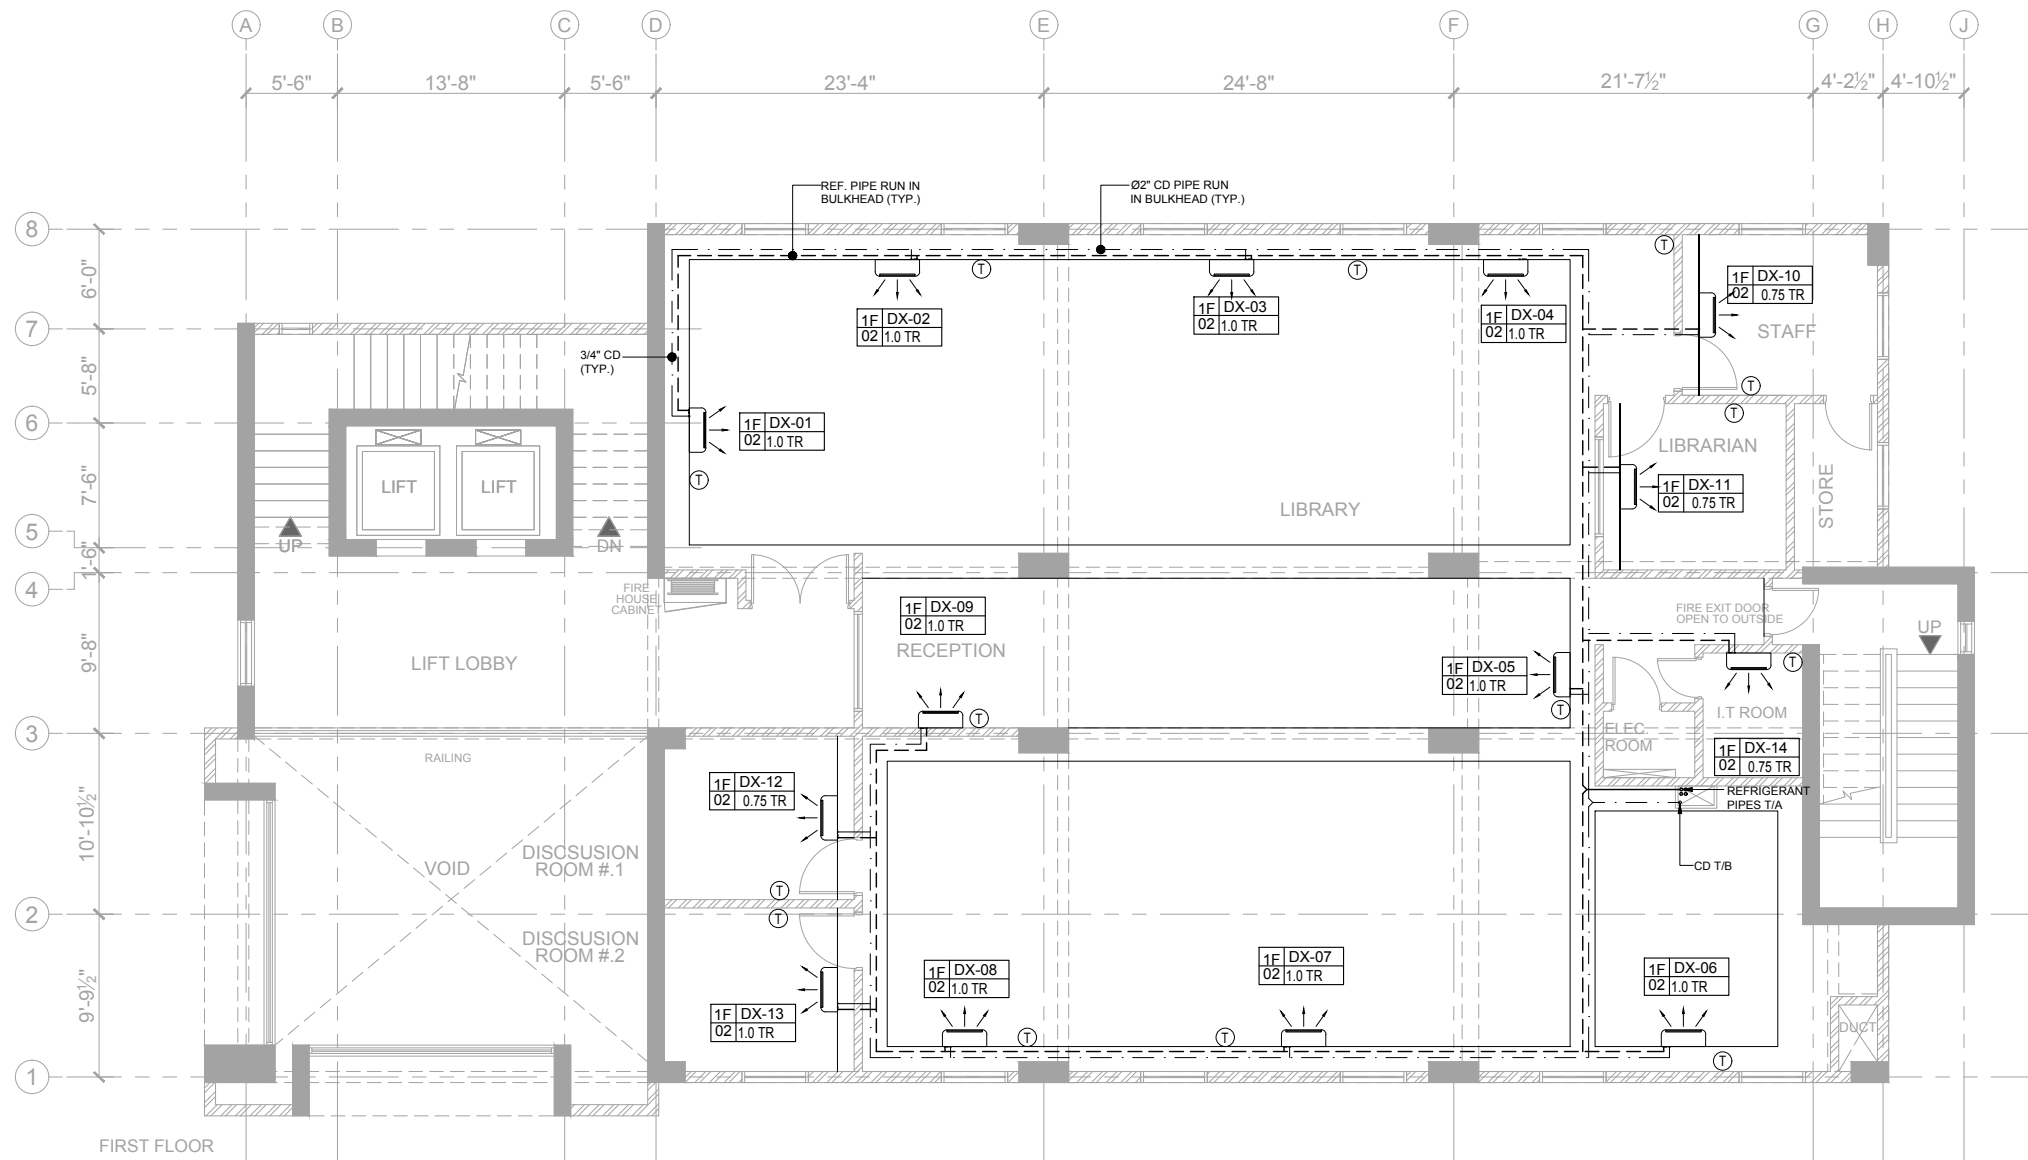 A B C D E F G H J
5'-6" 13'-8" 5'-6" 23'-4" 24'-8" 21'-7½" 4'-2½" 4'-10½"
REF. PIPE RUN IN
BULKHEAD (TYP.)
Ø2" CD PIPE RUN
IN BULKHEAD (TYP.)
8
6'-0"
7
5'-8"
6
7'-6"
5
1'-6"
4
9'-8"
3
10'-10½"
2
9'-9½"
1
T
T
T
T
1F DX-02
02 1.0 TR
1F DX-03
02 1.0 TR
1F DX-04
02 1.0 TR
1F DX-10
02 0.75 TR
STAFF
3/4" CD
(TYP.)
T
T
1F DX-01
02 1.0 TR
T
LIBRARIAN
1F DX-11
02 0.75 TR
STORE
LIFT
LIFT
LIBRARY
UP
DN
FIRE
HOUSE
CABINET
1F DX-09
02 1.0 TR
RECEPTION
FIRE EXIT DOOR
OPEN TO OUTSIDE
UP
LIFT LOBBY
1F DX-05
02 1.0 TR
T
T
T
I.T ROOM
ELEC.
ROOM
1F DX-14
02 0.75 TR
RAILING
1F DX-12
02 0.75 TR
REFRIGERANT
PIPES T/A
CD T/B
VOID
DISCSUSION
ROOM #.1
T
T
DISCSUSION
ROOM #.2
1F DX-08
02 1.0 TR
1F DX-07
02 1.0 TR
1F DX-06
02 1.0 TR
1F DX-13
02 1.0 TR
T
T
T
DUCT
FIRST FLOOR